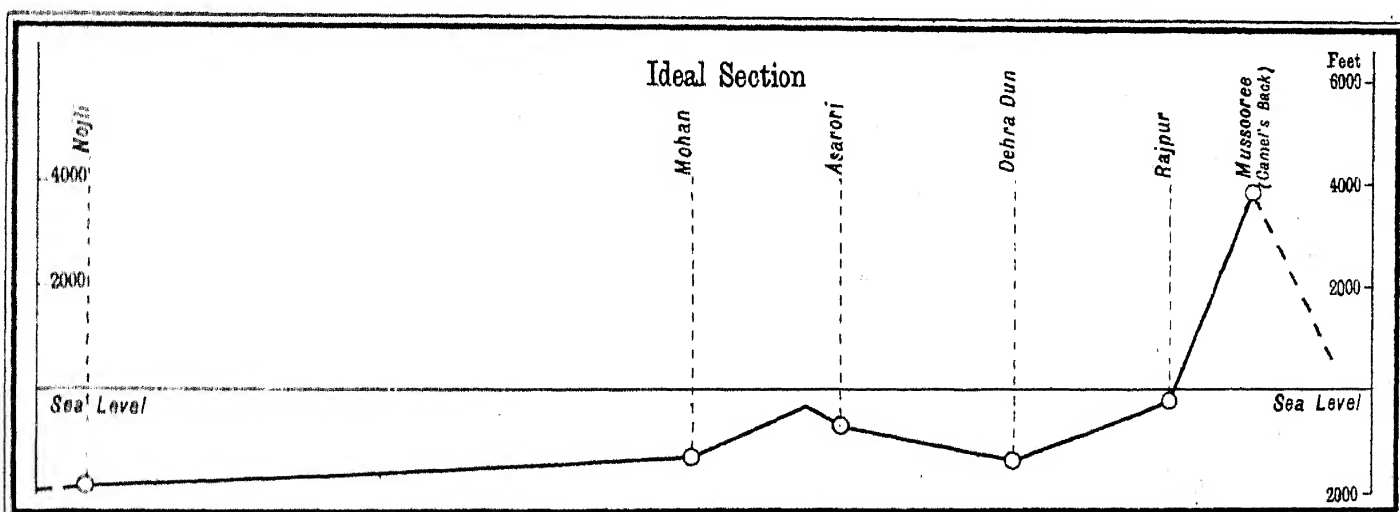 Ideal Section
Nojli
Mohan
Asarori
Dehra Dun
Rajpur
Mussooree
(Camel's Back)
Feet
6000
4000
4000
2000
2000
Sea Level
Sea Level
2000